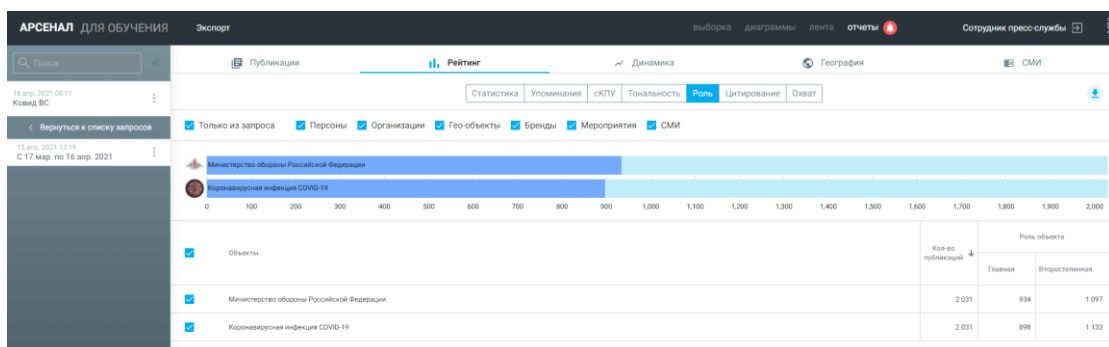 АРСЕНАЛ ДЛЯ ОБУЧЕНИЯ Экспорт выборка диаграммы лента отчеты Сотрудник пресс-службы
Поиск
Публикации Рейтинг Динамика География СМИ
16 апр. 2021 00:11
Ковид ВС
Статистика Упоминания сКПУ Тональность Роль Цитирование Охват
Вернуться к списку запросов
Только из запроса Персоны Организации Гео-объекты Бренды Мероприятия СМИ
15 апр. 2021 13:19
С 17 мар. по 16 апр. 2021
Министерство обороны Российской Федерации
Коронавирусная инфекция COVID-19
0 100 200 300 400 500 600 700 800 900 1,000 1,100 1,200 1,300 1,400 1,500 1,600 1,700 1,800 1,900 2,000
Объекты
Кол-во
публикаций
Роль объекта
Главная Второстепенная
Министерство обороны Российской Федерации 2 031 934 1 097
Коронавирусная инфекция COVID-19 2 031 898 1 133